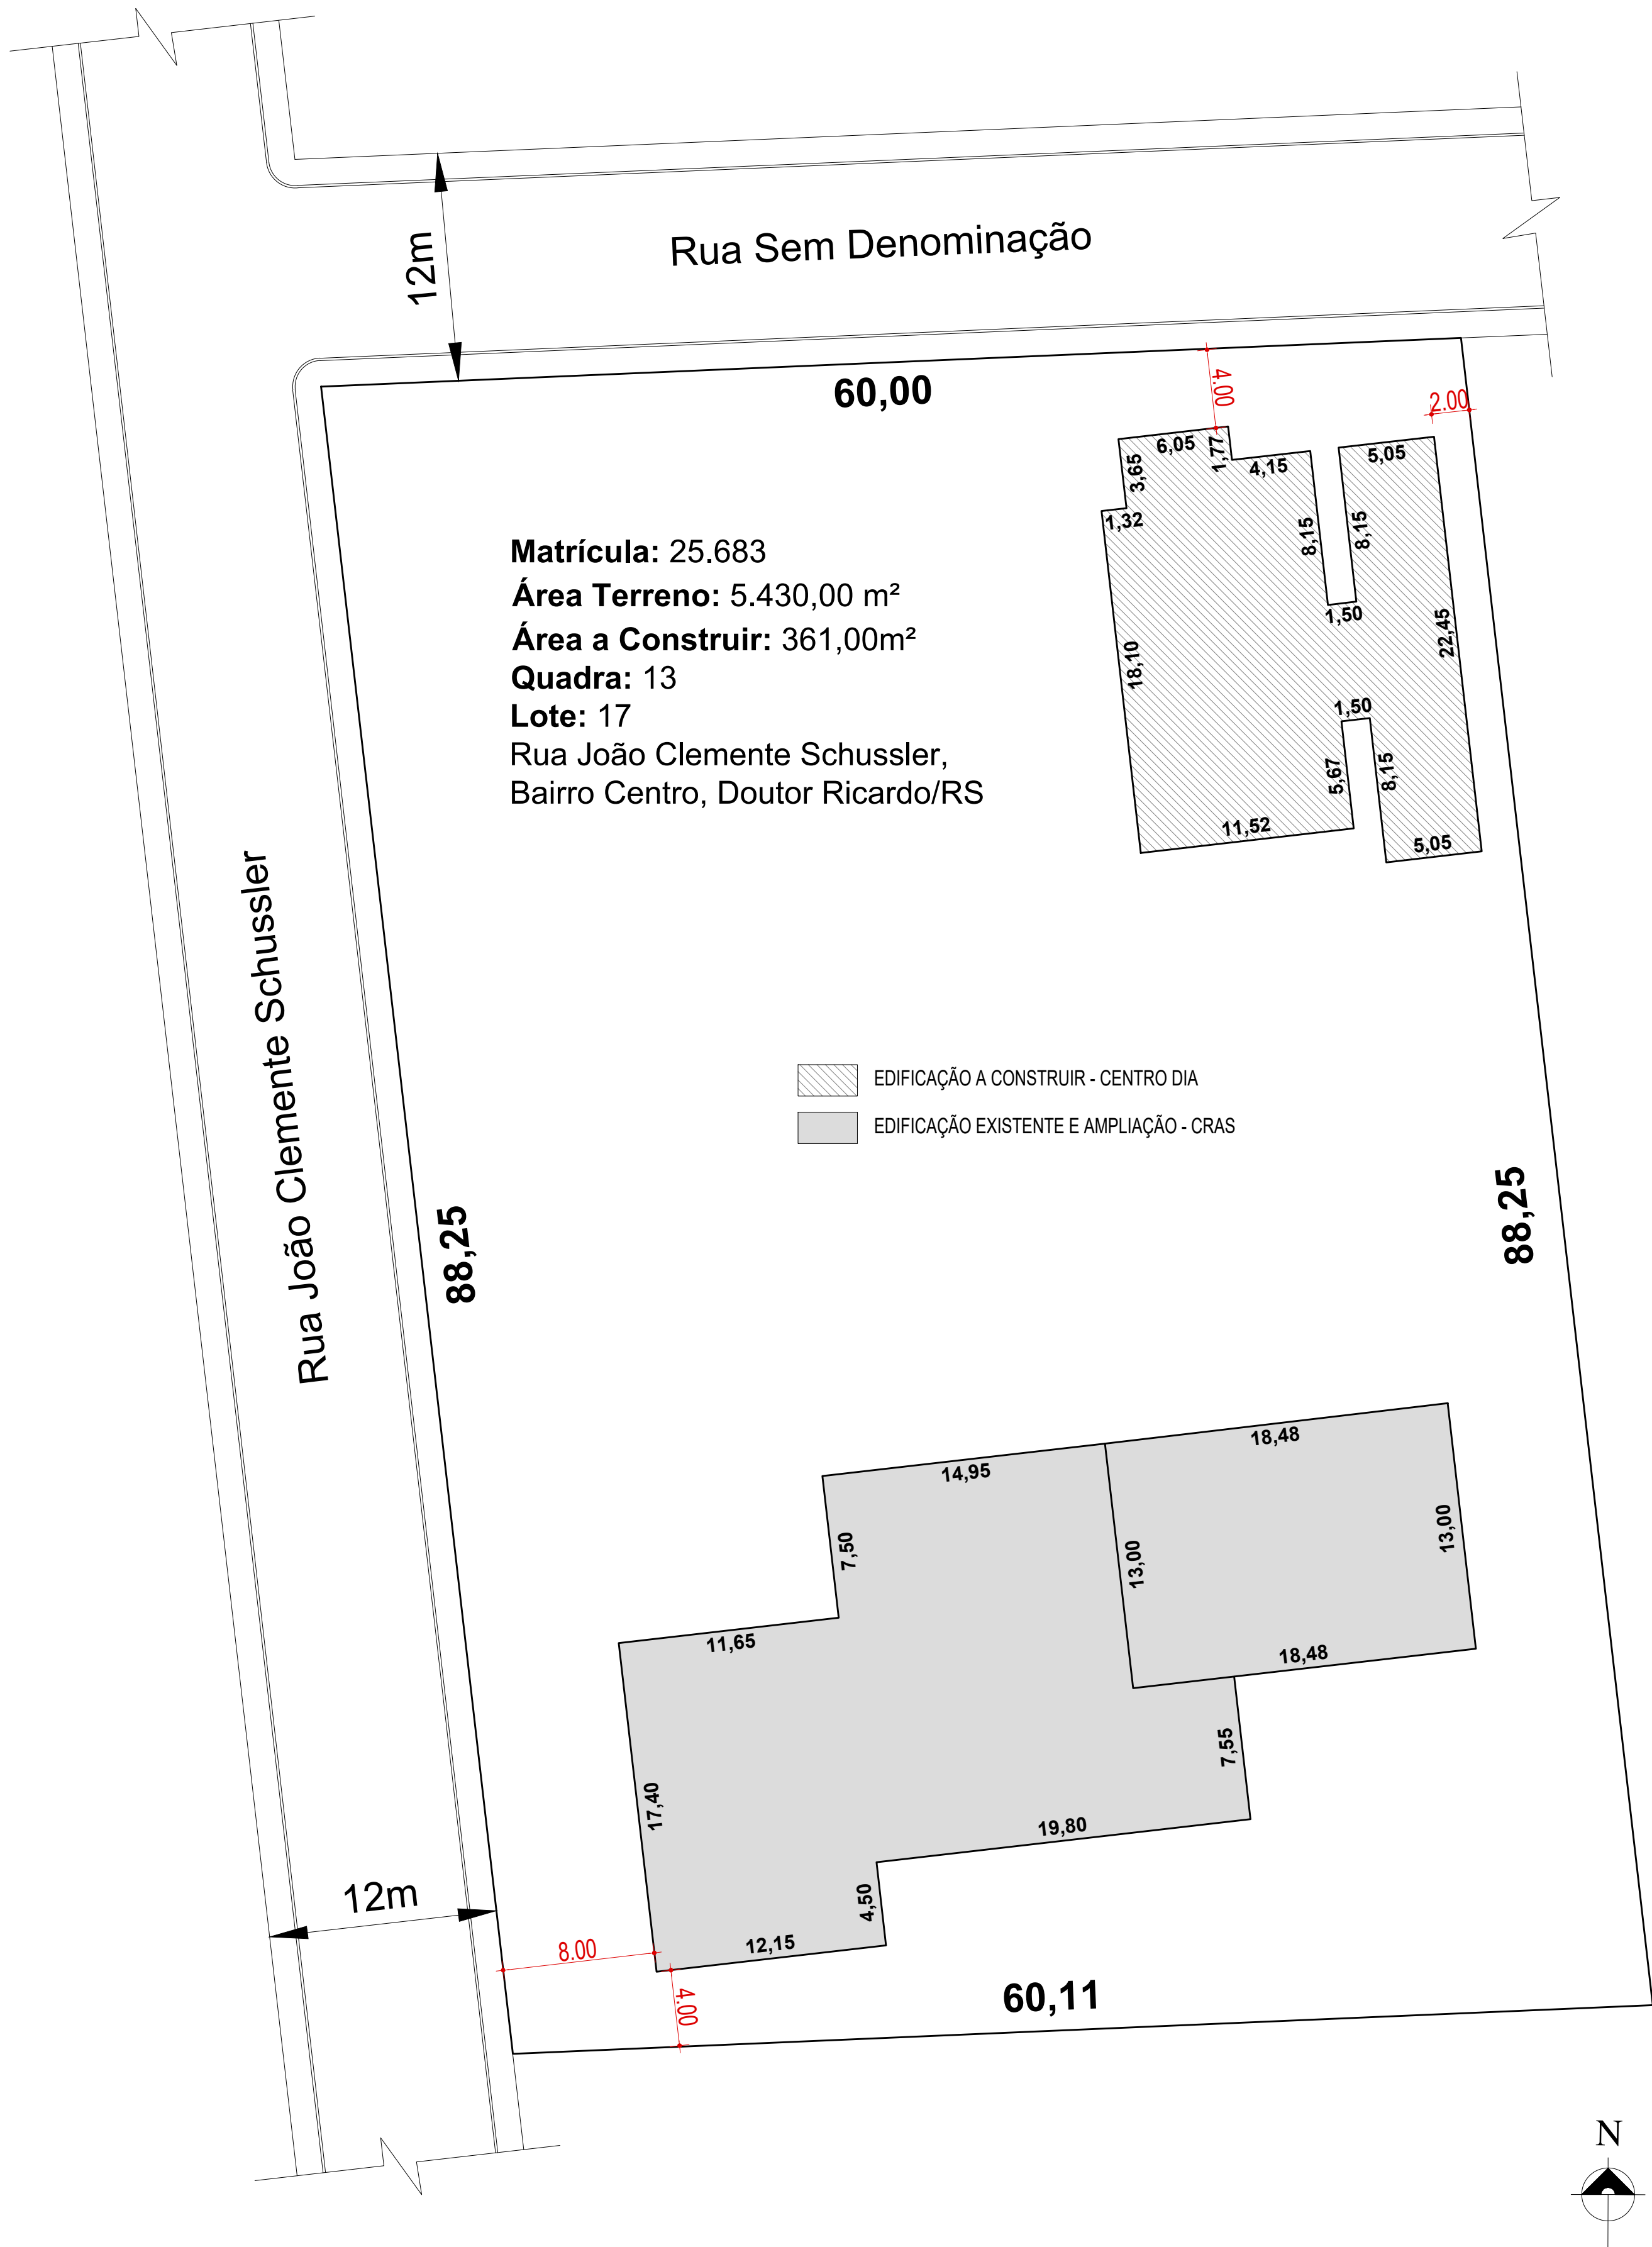 12m
Rua Sem Denominação
60,00
4.00
2.00
6,05
1,77
4,15
5,05
3,65
1,32
8,15
8,15
1,50
18,10
22,45
1,50
5,67
8,15
11,52
5,05
Matrícula: 25.683
Área Terreno: 5.430,00 m²
Área a Construir: 361,00m²
Quadra: 13
Lote: 17
Rua João Clemente Schussler,
Bairro Centro, Doutor Ricardo/RS
Rua João Clemente Schussler
EDIFICAÇÃO A CONSTRUIR - CENTRO DIA
EDIFICAÇÃO EXISTENTE E AMPLIAÇÃO - CRAS
88,25
88,25
18,48
14,95
7,50
13,00
13,00
11,65
18,48
7,55
17,40
19,80
4,50
12,15
12m
8.00
4.00
60,11
N